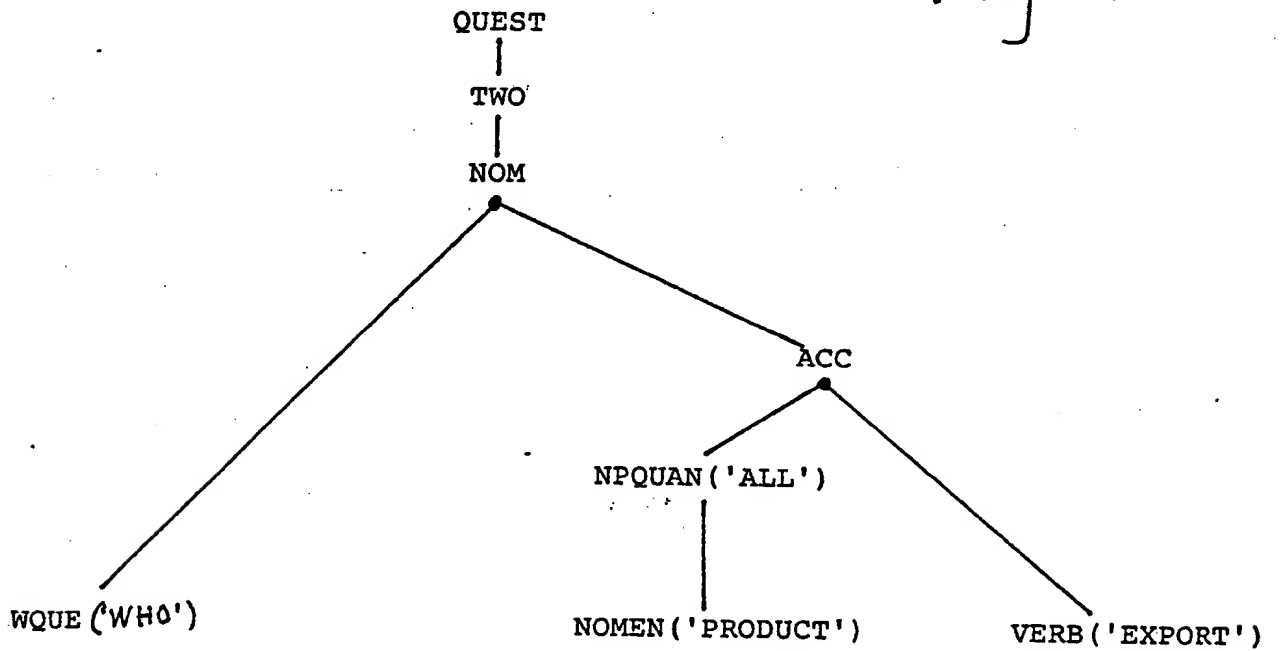 QUEST
TWO
NOM
ACC
NPQUAN('ALL')
WQUE('WHO')
NOMEN('PRODUCT')
VERB('EXPORT')